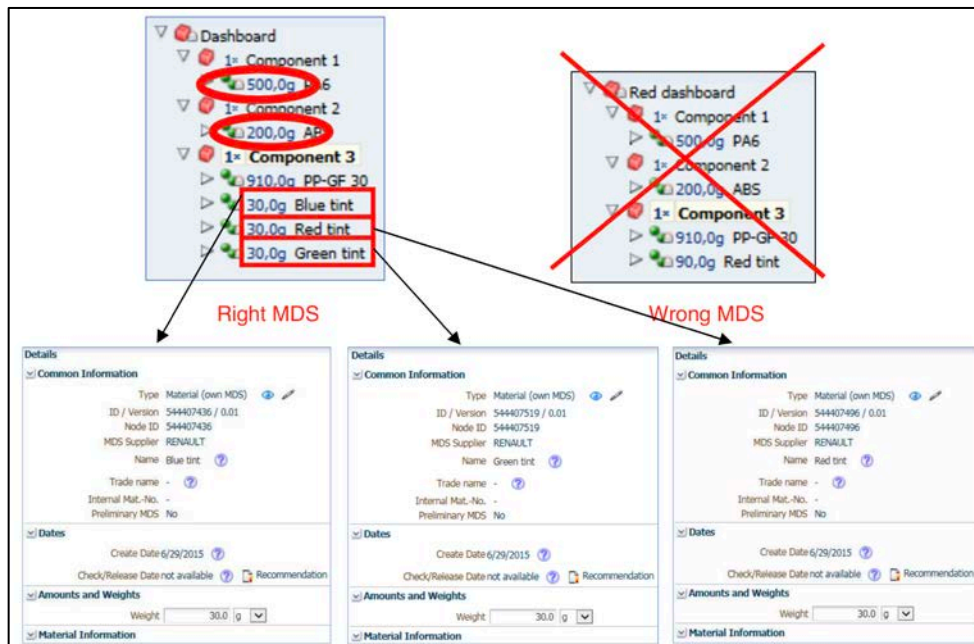 Dashboard
1× Component 1
500,0g PA6
1× Component 2
200,0g ABS
1× Component 3
910,0g PP-GF 30
30,0g Blue tint
30,0g Red tint
30,0g Green tint
Right MDS
Red dashboard
1× Component 1
500,0g PA6
1× Component 2
200,0g ABS
1× Component 3
910,0g PP-GF 30
90,0g Red tint
Wrong MDS
Details
Common Information
Type Material (own MDS)
ID / Version 544407436 / 0.01
Node ID 544407436
MDS Supplier RENAULT
Name Blue tint
Trade name -
Internal Mat.-No. -
Preliminary MDS No
Dates
Create Date 6/29/2015
Check/Release Date not available Recommendation
Amounts and Weights
Weight 30.0 g
Material Information
Details
Common Information
Type Material (own MDS)
ID / Version 544407519 / 0.01
Node ID 544407519
MDS Supplier RENAULT
Name Green tint
Trade name -
Internal Mat.-No. -
Preliminary MDS No
Dates
Create Date 6/29/2015
Check/Release Date not available Recommendation
Amounts and Weights
Weight 30.0 g
Material Information
Details
Common Information
Type Material (own MDS)
ID / Version 544407496 / 0.01
Node ID 544407496
MDS Supplier RENAULT
Name Red tint
Trade name -
Internal Mat.-No. -
Preliminary MDS No
Dates
Create Date 6/29/2015
Check/Release Date not available Recommendation
Amounts and Weights
Weight 30.0 g
Material Information